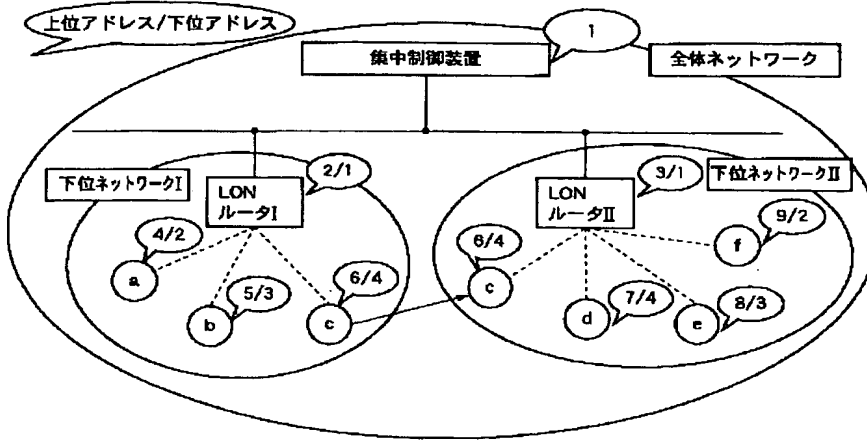 上位アドレス/下位アドレス
1
集中制御装置
全体ネットワーク
下位ネットワークI
2/1
LON
ルータI
4/2
a
5/3
b
6/4
c
3/1
下位ネットワークII
LON
ルータII
6/4
c
7/4
d
8/3
e
9/2
f